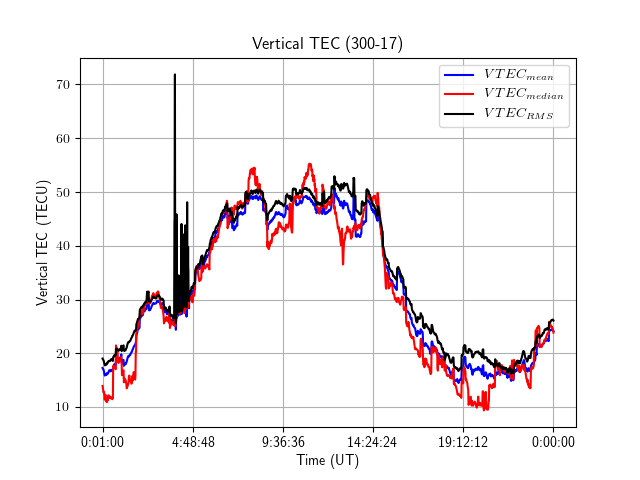 Vertical TEC (300-17)
VTEC_mean
VTEC_median
VTEC_RMS
Vertical TEC (TECU)
70
60
50
40
30
20
10
0:01:00 4:48:48 9:36:36 14:24:24 19:12:12 0:00:00
Time (UT)